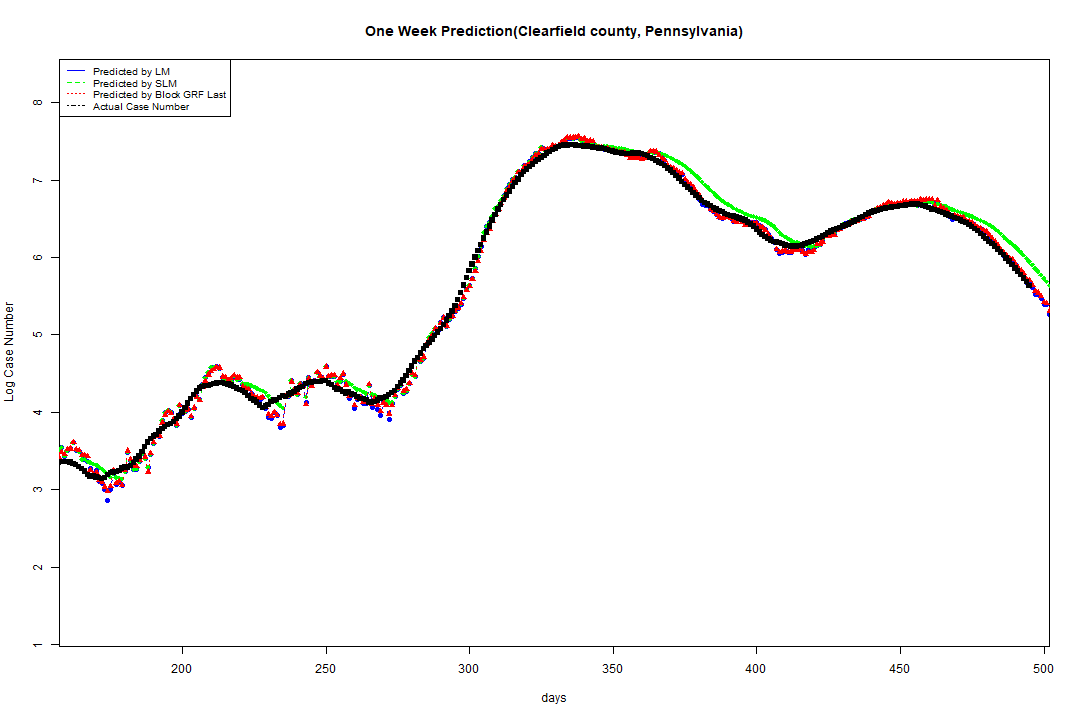 One Week Prediction(Clearfield county, Pennsylvania)
Predicted by LM
Predicted by SLM
Predicted by Block GRF Last
Actual Case Number
8
7
6
5
4
3
2
1
Log Case Number
200 250 300 350 400 450 500
days